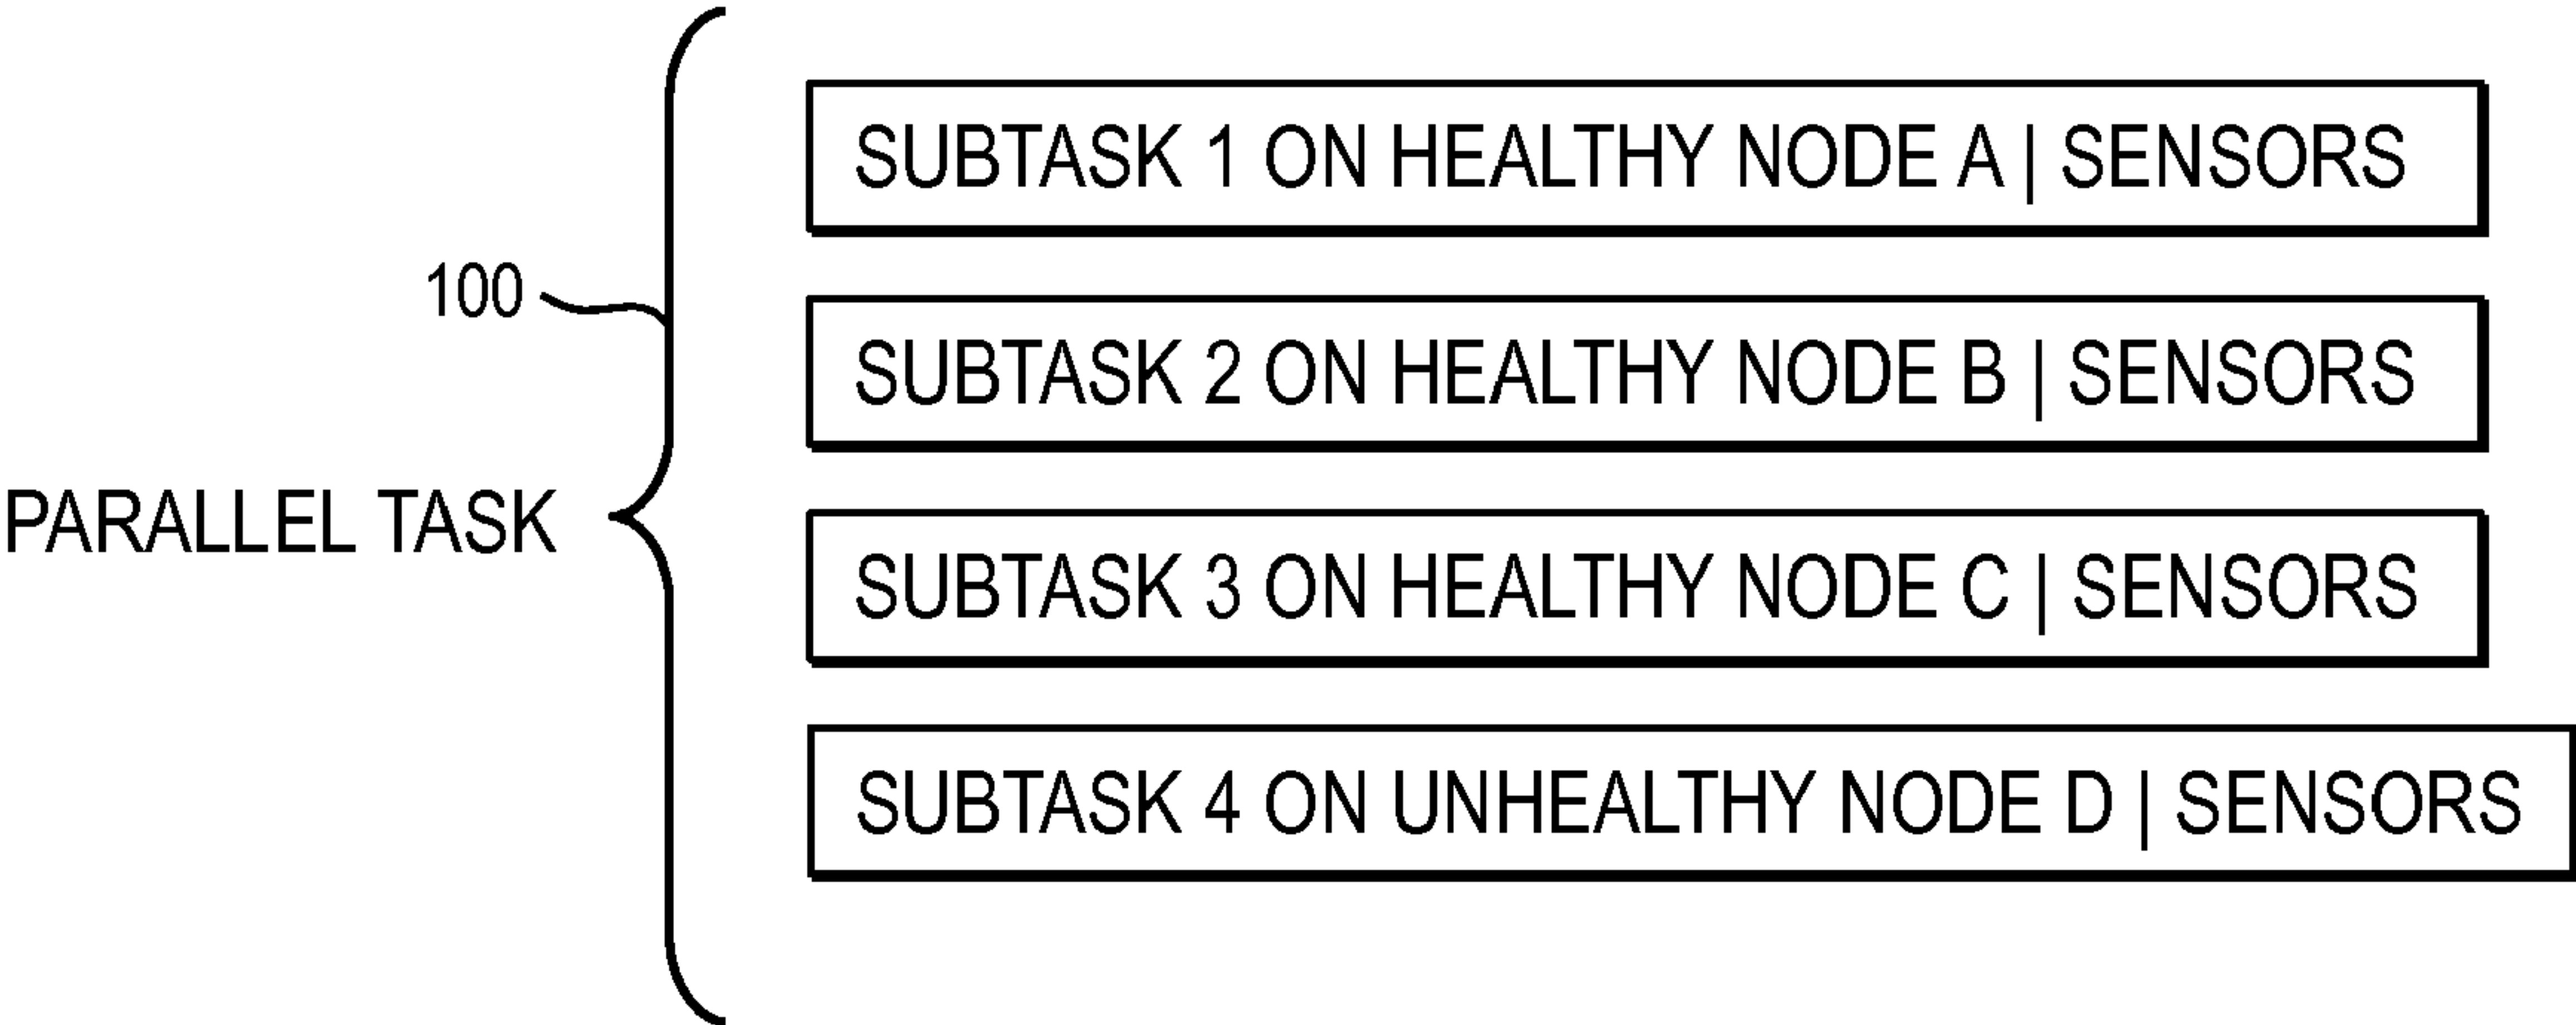 SUBTASK 1 ON HEALTHY NODE A | SENSORS
100
SUBTASK 2 ON HEALTHY NODE B | SENSORS
PARALLEL TASK
SUBTASK 3 ON HEALTHY NODE C | SENSORS
SUBTASK 4 ON UNHEALTHY NODE D | SENSORS